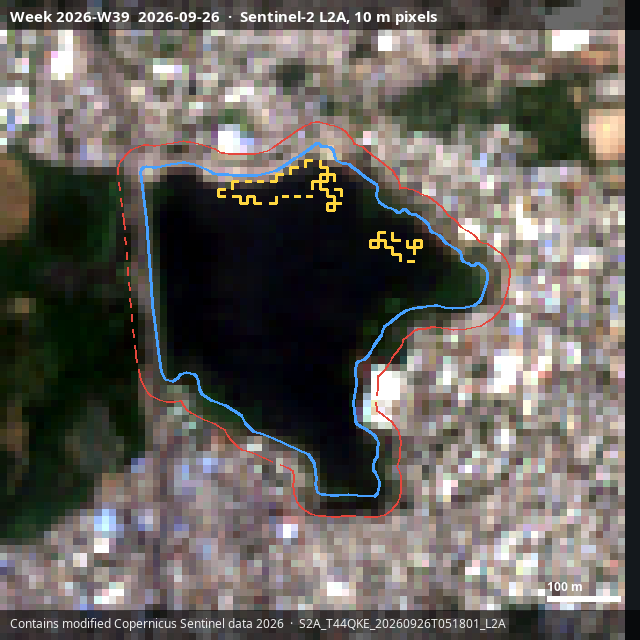 Week 2026-W39  2026-09-26  ·  Sentinel-2 L2A, 10 m pixels
100 m
Contains modified Copernicus Sentinel data 2026  ·  S2A_T44QKE_20260926T051801_L2A